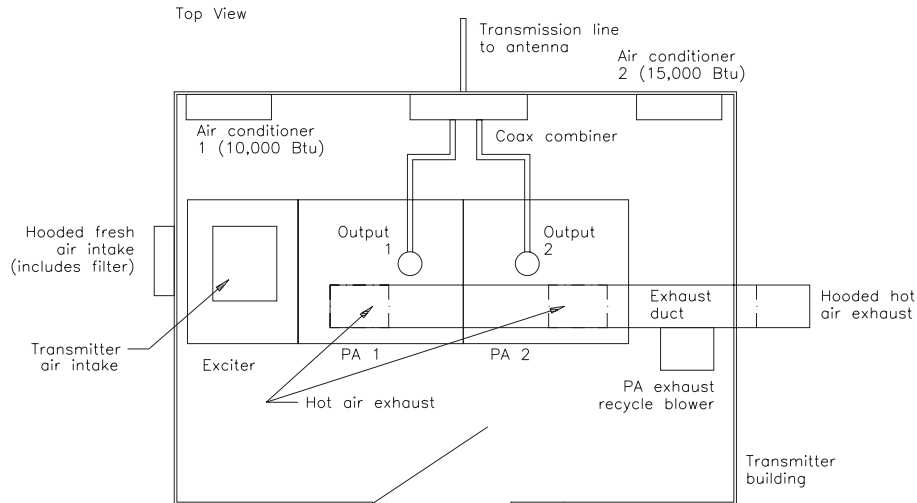 Top View
Transmission line
to antenna
Air conditioner
2 (15,000 Btu)
Air conditioner
1 (10,000 Btu)
Coax combiner
Hooded fresh
air intake
(includes filter)
Output
1
Output
2
Exhaust
duct
Hooded hot
air exhaust
Transmitter
air intake
Exciter
PA 1
PA 2
Hot air exhaust
PA exhaust
recycle blower
Transmitter
building